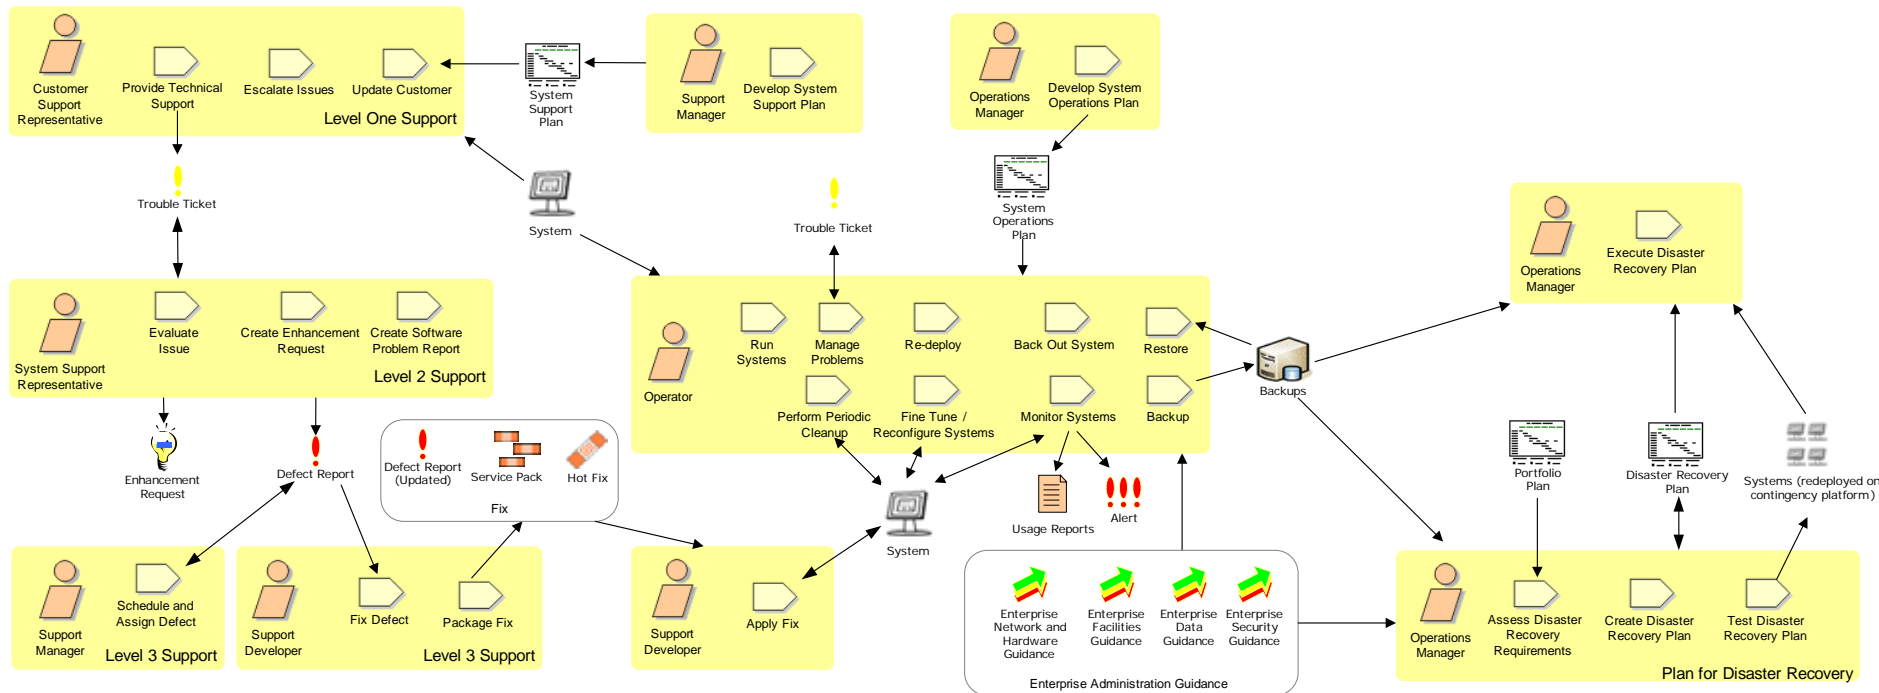 Customer
Support
Representative
Provide Technical
Support
Escalate Issues
Update Customer
Level One Support
System
Support
Plan
Support
Manager
Develop System
Support Plan
Operations
Manager
Develop System
Operations Plan
Trouble Ticket
System
Trouble Ticket
System
Operations
Plan
Operations
Manager
Execute Disaster
Recovery Plan
System Support
Representative
Evaluate
Issue
Create Enhancement
Request
Create Software
Problem Report
Level 2 Support
Operator
Run
Systems
Manage
Problems
Re-deploy
Back Out System
Restore
Perform Periodic
Cleanup
Fine Tune /
Reconfigure Systems
Monitor Systems
Backup
Backups
Enhancement
Request
Defect Report
Defect Report
(Updated)
Service Pack
Hot Fix
Fix
Usage Reports
Alert
System
Portfolio
Plan
Disaster Recovery
Plan
Systems (redeployed on
contingency platform)
Support
Manager
Schedule and
Assign Defect
Level 3 Support
Support
Developer
Fix Defect
Package Fix
Level 3 Support
Support
Developer
Apply Fix
Enterprise
Network and
Hardware
Guidance
Enterprise
Facilities
Guidance
Enterprise
Data
Guidance
Enterprise
Security
Guidance
Enterprise Administration Guidance
Operations
Manager
Assess Disaster
Recovery
Requirements
Create Disaster
Recovery Plan
Test Disaster
Recovery Plan
Plan for Disaster Recovery